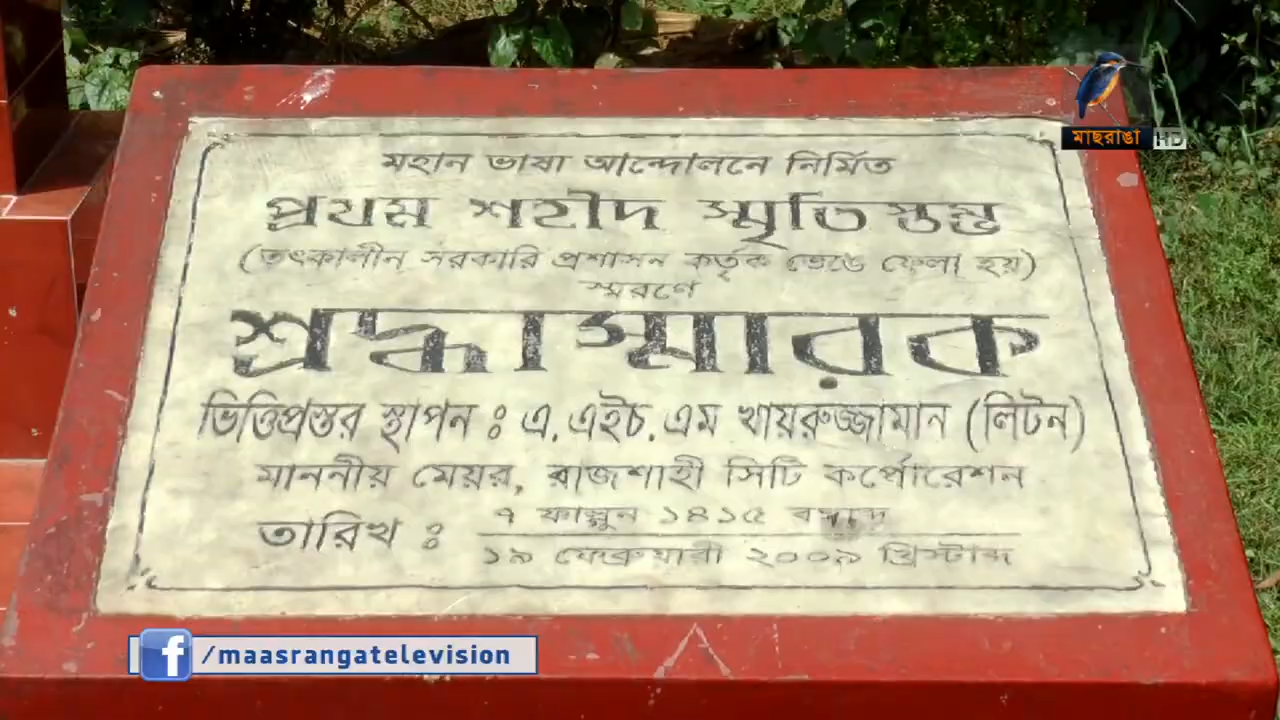 মাছরাঙা HD
মহান ভাষা আন্দোলনে নির্মিত
প্রথম শহীদ স্মৃতিস্তম্ভ
(তৎকালীন সরকারি প্রশাসন কর্তৃক ভেঙে ফেলা হয়)
স্মরণে
শ্রদ্ধাস্মারক
ভিত্তিপ্রস্তর স্থাপন : এ. এইচ. এম খায়রুজ্জামান (লিটন)
মাননীয় মেয়র, রাজশাহী সিটি কর্পোরেশন
তারিখ : ৭ ফাল্গুন ১৪১৫ বঙ্গাব্দ
১৯ ফেব্রুয়ারী ২০০৯ খ্রিস্টাব্দ
f /maasrangatelevision